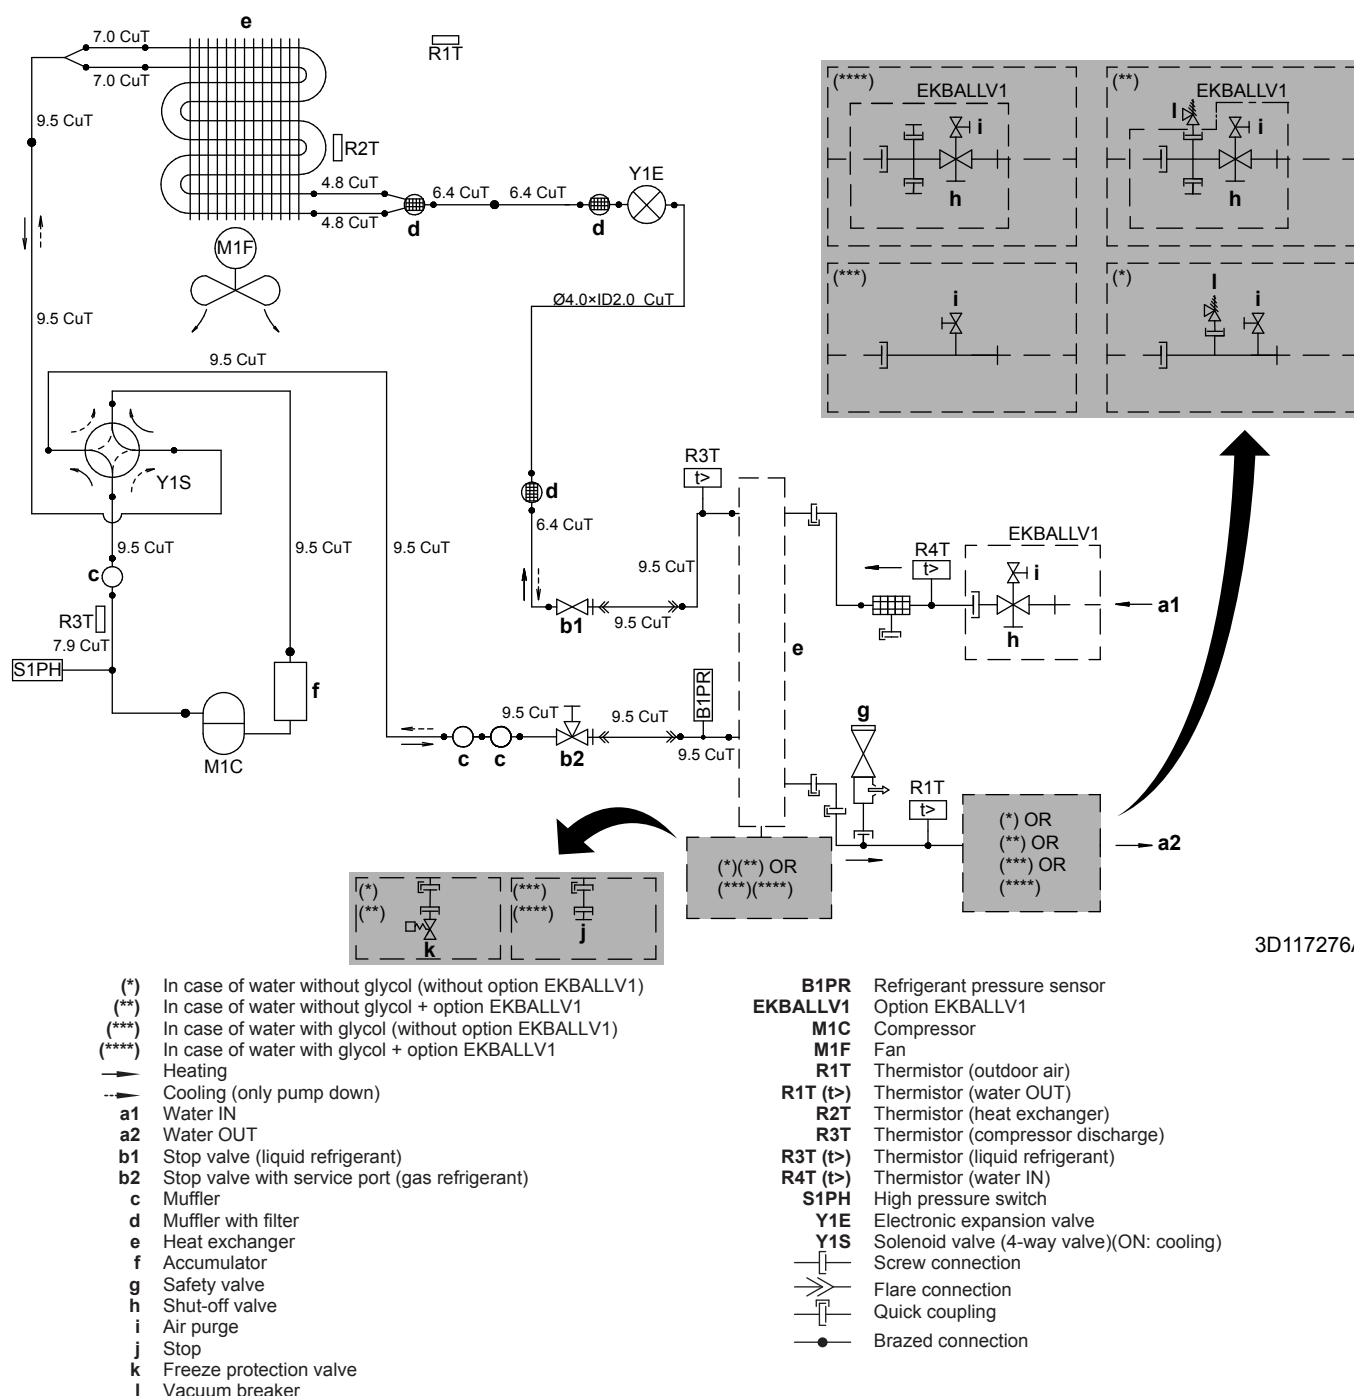 7.0 CuT
e
R1T
7.0 CuT
9.5 CuT
R2T
4.8 CuT
4.8 CuT
d
6.4 CuT
6.4 CuT
d
Y1E
M1F
Ø4.0×ID2.0 CuT
9.5 CuT
9.5 CuT
(****)
EKBALLV1
i
h
(**)
EKBALLV1
l
i
h
(***)
i
(*)
l
i
Y1S
9.5 CuT
9.5 CuT
9.5 CuT
c
R3T
7.9 CuT
S1PH
f
M1C
d
6.4 CuT
R3T
t>
9.5 CuT
b1
9.5 CuT
e
R4T
t>
EKBALLV1
i
h
a1
9.5 CuT
9.5 CuT
B1PR
9.5 CuT
c
c
b2
g
R1T
t>
(*) OR
(**) OR
(***) OR
(****)
a2
(*)(**) OR
(***)(****)
(*)
(**)
k
(***)
(****)
j
3D117276A
(*) In case of water without glycol (without option EKBALLV1)
(**) In case of water without glycol + option EKBALLV1
(***) In case of water with glycol (without option EKBALLV1)
(****) In case of water with glycol + option EKBALLV1
Heating
Cooling (only pump down)
a1 Water IN
a2 Water OUT
b1 Stop valve (liquid refrigerant)
b2 Stop valve with service port (gas refrigerant)
c Muffler
d Muffler with filter
e Heat exchanger
f Accumulator
g Safety valve
h Shut-off valve
i Air purge
j Stop
k Freeze protection valve
l Vacuum breaker
B1PR Refrigerant pressure sensor
EKBALLV1 Option EKBALLV1
M1C Compressor
M1F Fan
R1T Thermistor (outdoor air)
R1T (t>) Thermistor (water OUT)
R2T Thermistor (heat exchanger)
R3T Thermistor (compressor discharge)
R3T (t>) Thermistor (liquid refrigerant)
R4T (t>) Thermistor (water IN)
S1PH High pressure switch
Y1E Electronic expansion valve
Y1S Solenoid valve (4-way valve)(ON: cooling)
Screw connection
Flare connection
Quick coupling
Brazed connection